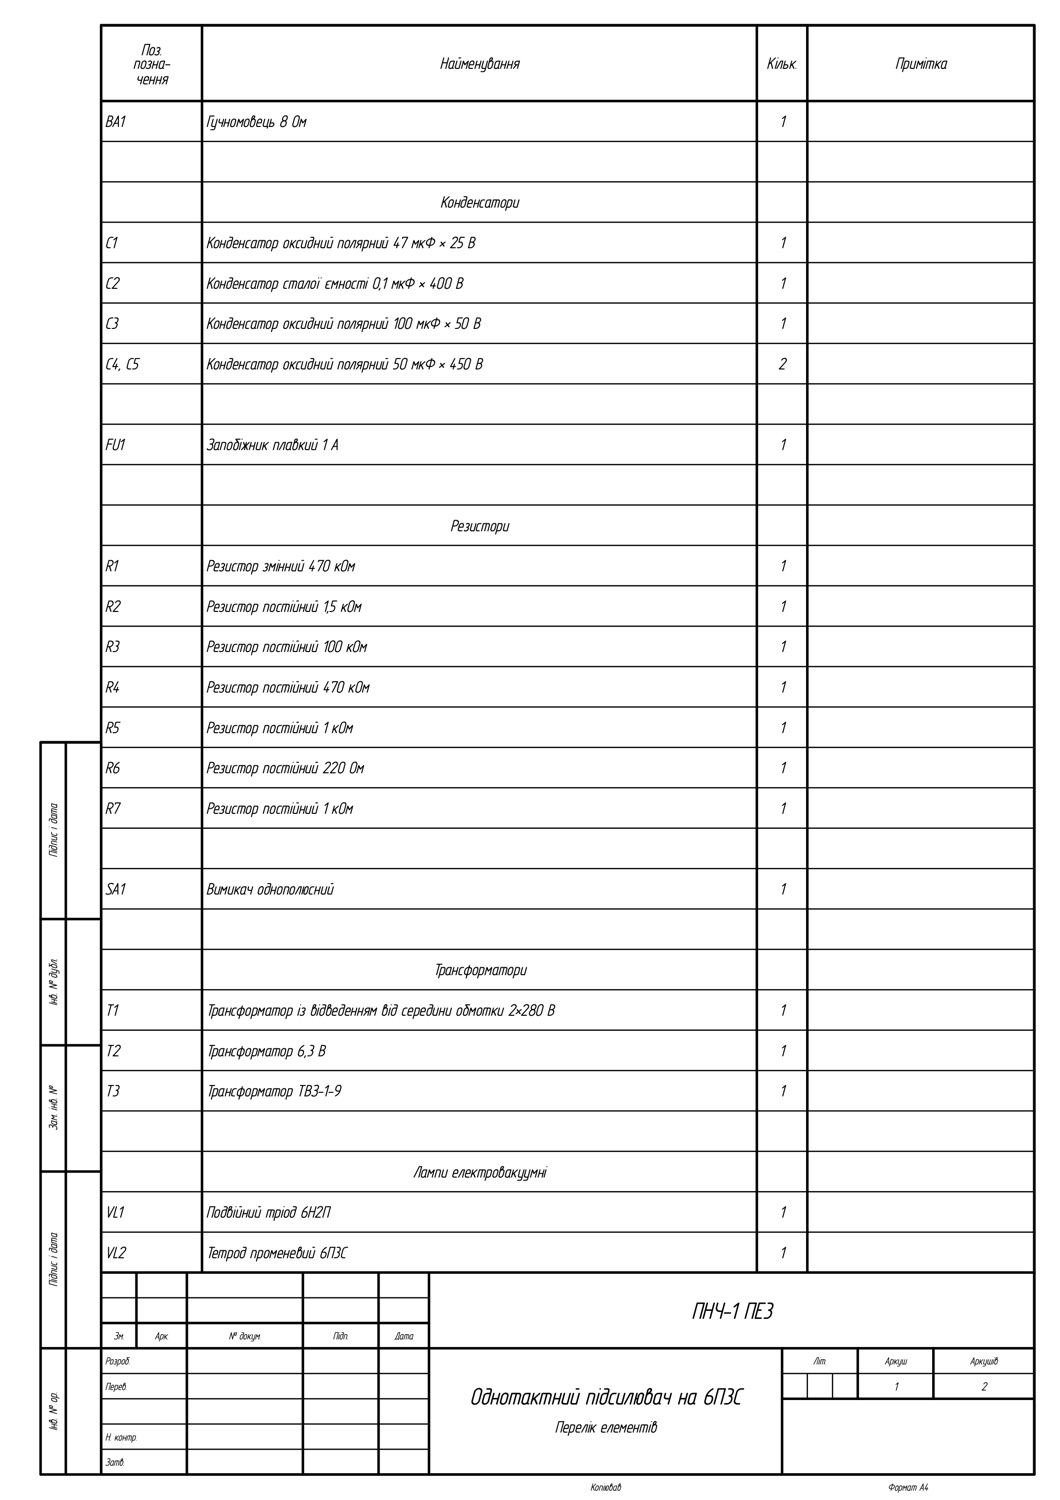 Поз.
позна-
чення
Найменування
Кільк.
Примітка
BA1 Гучномовець 8 Ом 1
Конденсатори
C1 Конденсатор оксидний полярний 47 мкФ × 25 В 1
C2 Конденсатор сталої ємності 0,1 мкФ × 400 В 1
C3 Конденсатор оксидний полярний 100 мкФ × 50 В 1
C4, C5 Конденсатор оксидний полярний 50 мкФ × 450 В 2
FU1 Запобіжник плавкий 1 А 1
Резистори
R1 Резистор змінний 470 кОм 1
R2 Резистор постійний 1,5 кОм 1
R3 Резистор постійний 100 кОм 1
R4 Резистор постійний 470 кОм 1
R5 Резистор постійний 1 кОм 1
R6 Резистор постійний 220 Ом 1
R7 Резистор постійний 1 кОм 1
SA1 Вимикач однополюсний 1
Трансформатори
T1 Трансформатор із відведенням від середини обмотки 2×280 В 1
T2 Трансформатор 6,3 В 1
T3 Трансформатор ТВЗ-1-9 1
Лампи електровакуумні
VL1 Подвійний тріод 6Н2П 1
VL2 Тетрод променевий 6П3С 1
Підпис і дата
Інв. № дубл.
Зам. інв. №
Підпис і дата
Інв. № ор.
Зм. Арк. № докум. Підп. Дата
Розроб.
Перев.
Н. контр.
Затв.
ПНЧ-1 ПЕ3
Однотактний підсилювач на 6П3С
Перелік елементів
Літ. Аркуш Аркушів
1 2
Копіював Формат А4